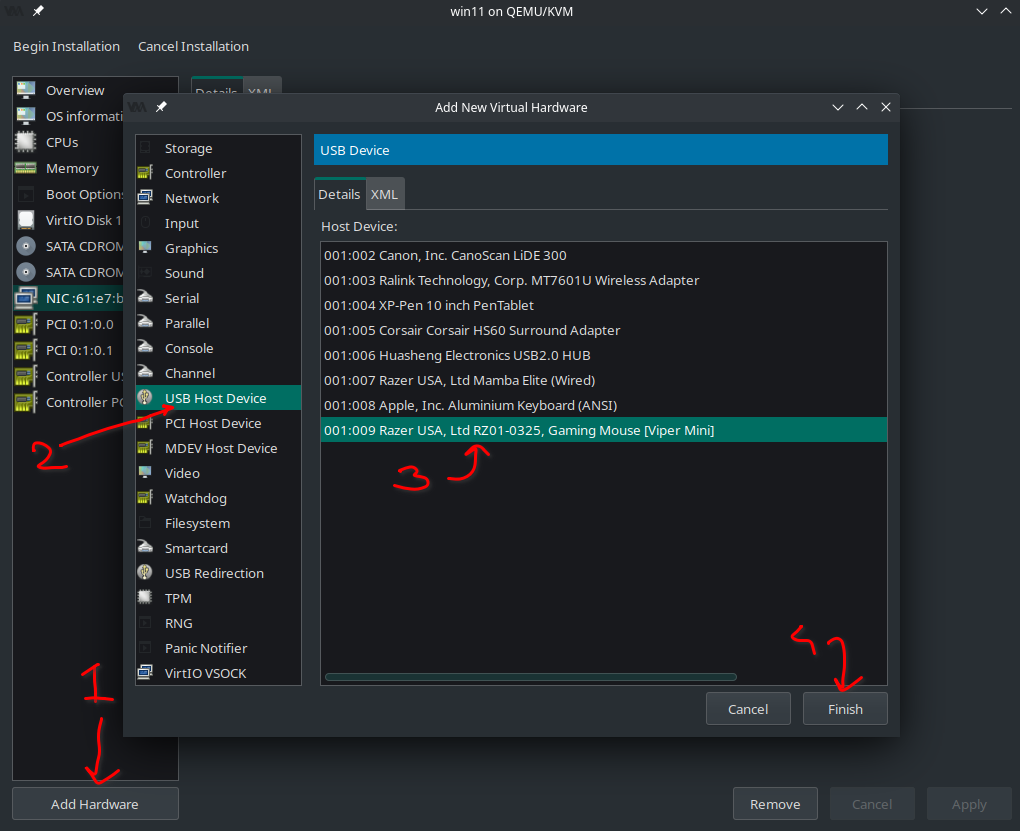 win11 on QEMU/KVM
Begin Installation Cancel Installation
Overview
OS informati
CPUs
Memory
Boot Options
VirtIO Disk 1
SATA CDROM
SATA CDROM
NIC :61:e7:b
PCI 0:1:0.0
PCI 0:1:0.1
Controller US
Controller PC
Details XML
Add New Virtual Hardware
Storage
Controller
Network
Input
Graphics
Sound
Serial
Parallel
Console
Channel
USB Host Device
PCI Host Device
MDEV Host Device
Video
Watchdog
Filesystem
Smartcard
USB Redirection
TPM
RNG
Panic Notifier
VirtIO VSOCK
USB Device
Details XML
Host Device:
001:002 Canon, Inc. CanoScan LiDE 300
001:003 Ralink Technology, Corp. MT7601U Wireless Adapter
001:004 XP-Pen 10 inch PenTablet
001:005 Corsair Corsair HS60 Surround Adapter
001:006 Huasheng Electronics USB2.0 HUB
001:007 Razer USA, Ltd Mamba Elite (Wired)
001:008 Apple, Inc. Aluminium Keyboard (ANSI)
001:009 Razer USA, Ltd RZ01-0325, Gaming Mouse [Viper Mini]
Cancel Finish
1
2
3
4
Add Hardware
Remove Cancel Apply